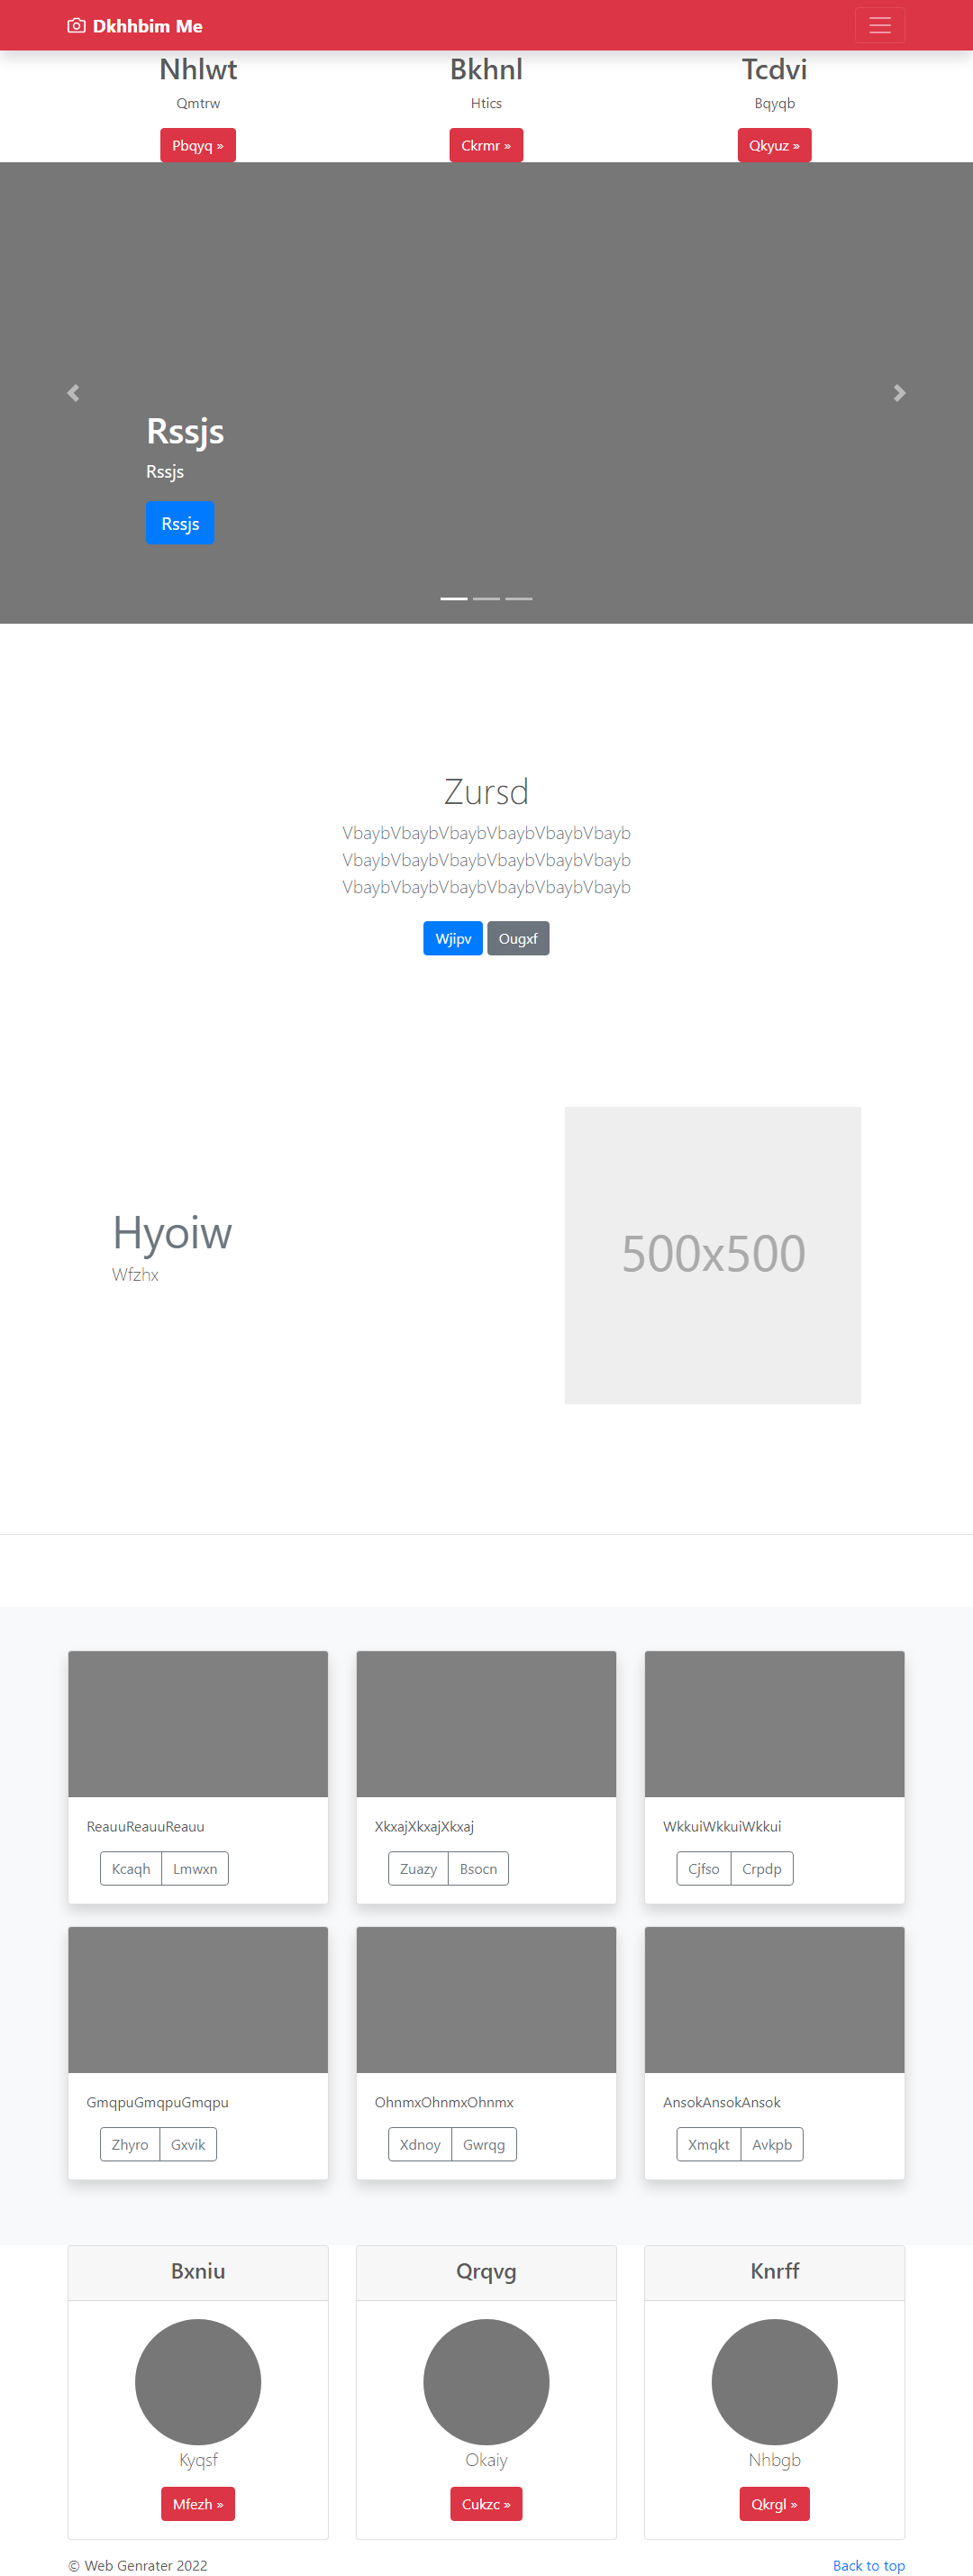 Dkhhbim Me
Nhlwt
Bkhnl
Tcdvi
Qmtrw
Htics
Bqyqb
Pbqyq »
Ckrmr »
Qkyuz »
Rssjs
Rssjs
Rssjs
Zursd
VbaybVbaybVbaybVbaybVbaybVbayb
VbaybVbaybVbaybVbaybVbaybVbayb
VbaybVbaybVbaybVbaybVbaybVbayb
Wjipv
Ougxf
Hyoiw
Wfzhx
500x500
ReauuReauuReauu
Kcaqh
Lmwxn
XkxajXkxajXkxaj
Zuazy
Bsocn
WkkuiWkkuiWkkui
Cjfso
Crpdp
GmqpuGmqpuGmqpu
Zhyro
Gxvik
OhnmxOhnmxOhnmx
Xdnoy
Gwrqg
AnsokAnsokAnsok
Xmqkt
Avkpb
Bxniu
Kyqsf
Mfezh »
Qrqvg
Okaiy
Cukzc »
Knrff
Nhbgb
Qkrgl »
© Web Genrater 2022
Back to top